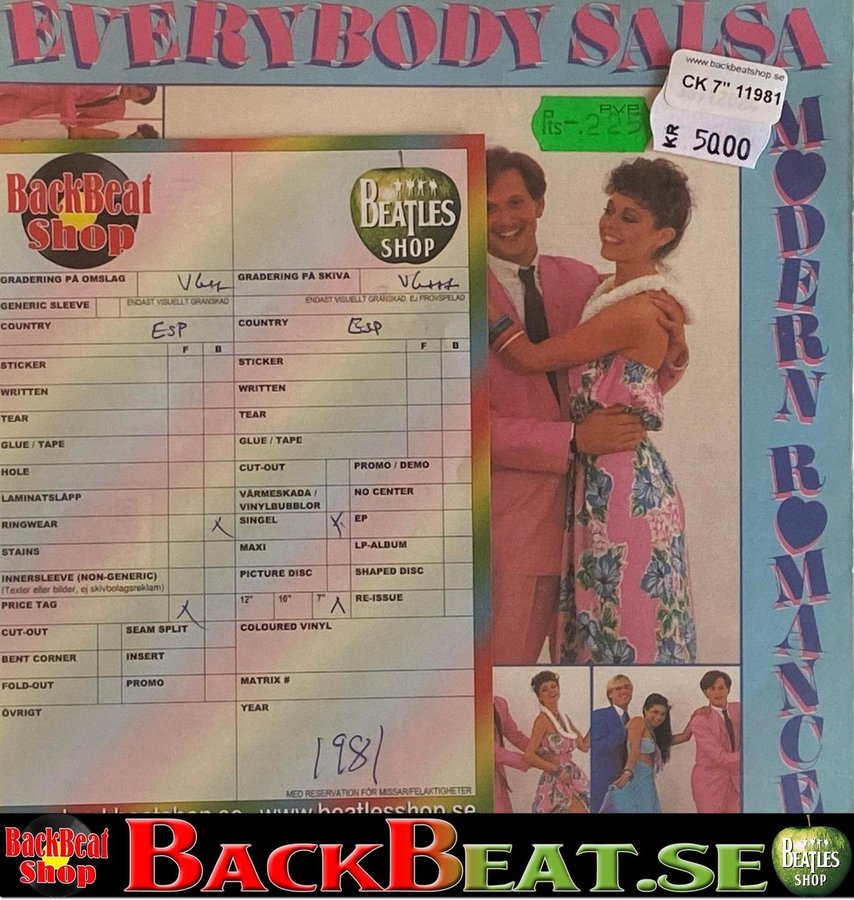 EVERYBODY SALSA
MODERN ROMANCE
www.backbeatshop.se
CK 7" 11981
KR 5000
PVP
Pts-.225
BackBeat
Shop
BEATLES
SHOP
GRADERING PÅ OMSLAG
GRADERING PÅ SKIVA
GENERIC SLEEVE
ENDAST VISUELLT GRANSKAD
ENDAST VISUELLT GRANSKAD, EJ PROVSPELAD
COUNTRY ESP
COUNTRY ESP
F B
F B
STICKER
STICKER
WRITTEN
WRITTEN
TEAR
TEAR
GLUE / TAPE
GLUE / TAPE
HOLE
CUT-OUT
PROMO / DEMO
LAMINATSLÄPP
VÄRMESKADA /
VINYLBUBBLOR
NO CENTER
RINGWEAR X
SINGEL X
EP
STAINS
MAXI
LP-ALBUM
INNERSLEEVE (NON-GENERIC)
(Texter eller bilder, ej skivbolagsreklam)
PICTURE DISC
SHAPED DISC
PRICE TAG X
12" 10" 7" X
RE-ISSUE
CUT-OUT
SEAM SPLIT
COLOURED VINYL
BENT CORNER
INSERT
FOLD-OUT
PROMO
MATRIX #
ÖVRIGT
YEAR
1981
MED RESERVATION FÖR MISSAR/FELAKTIGHETER
www.beatlesshop.se
BackBeat
Shop
BACKBEAT.SE
BEATLES
SHOP